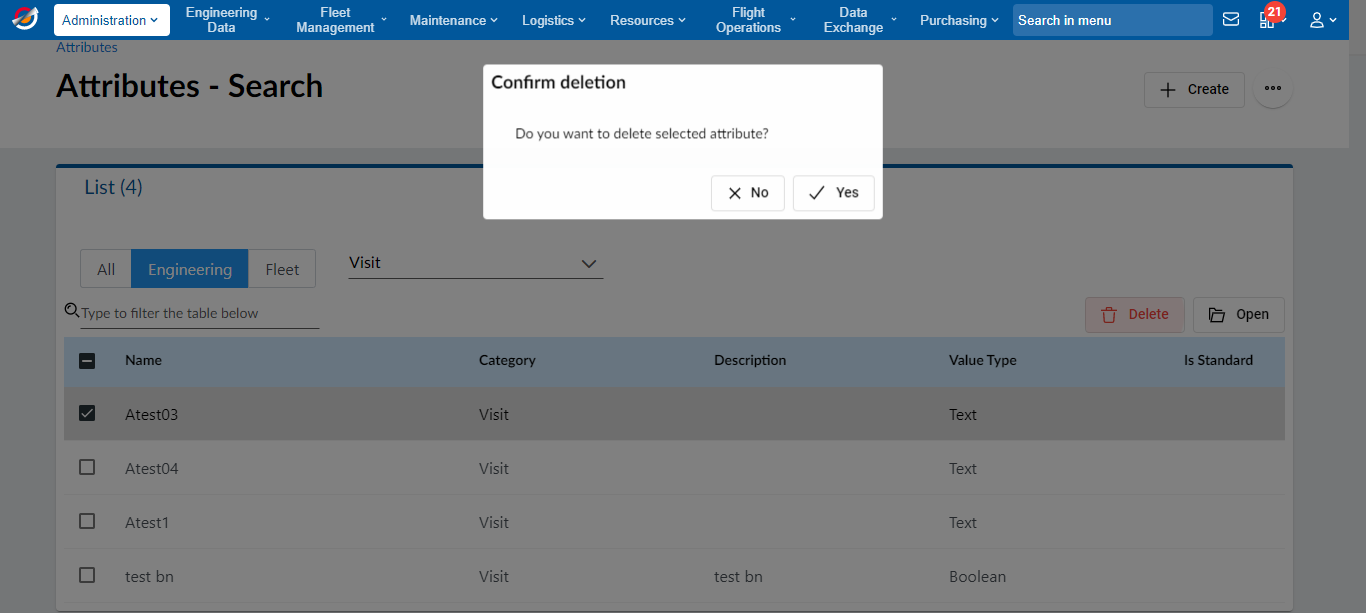 Administration
Engineering
Data
Fleet
Management
Maintenance
Logistics
Resources
Flight
Operations
Data
Exchange
Purchasing
Search in menu
21
Attributes
Attributes - Search
Create
Confirm deletion
Do you want to delete selected attribute?
No
Yes
List (4)
All
Engineering
Fleet
Visit
Type to filter the table below
Delete
Open
Name Category Description Value Type Is Standard
Atest03 Visit Text
Atest04 Visit Text
Atest1 Visit Text
test bn Visit test bn Boolean